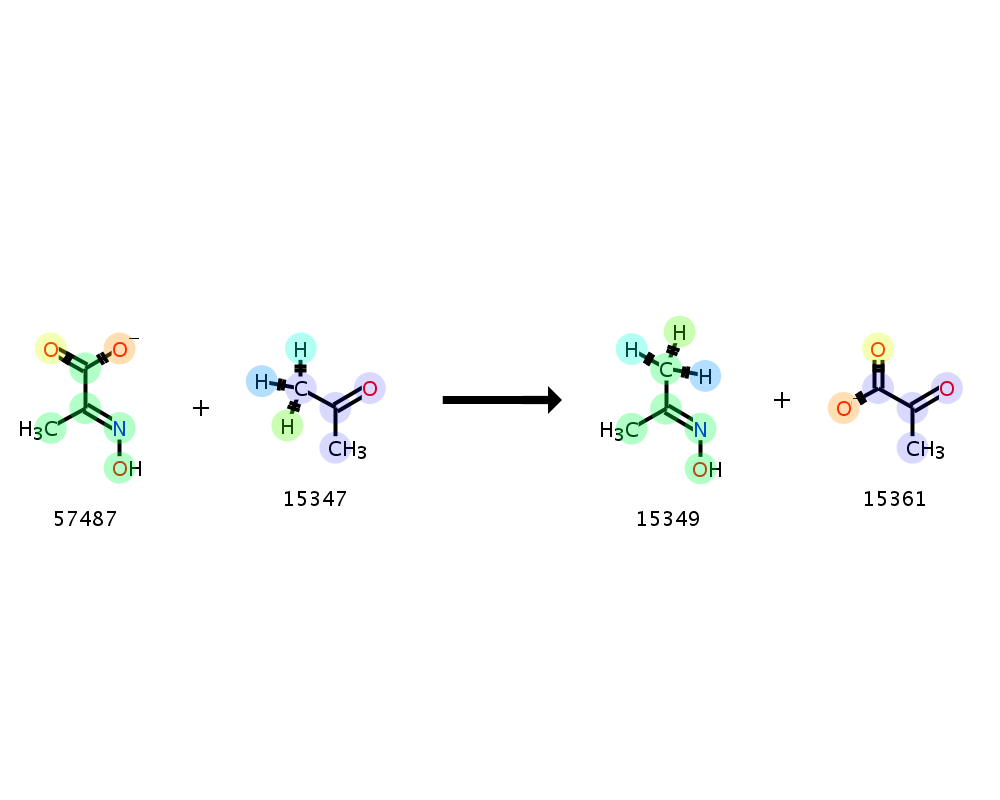 O O⁻
H₃C N
OH
+
H
H C O
H
CH₃
57487
15347
H
H C H
H₃C N
OH
+
O
O⁻ O
CH₃
15349
15361